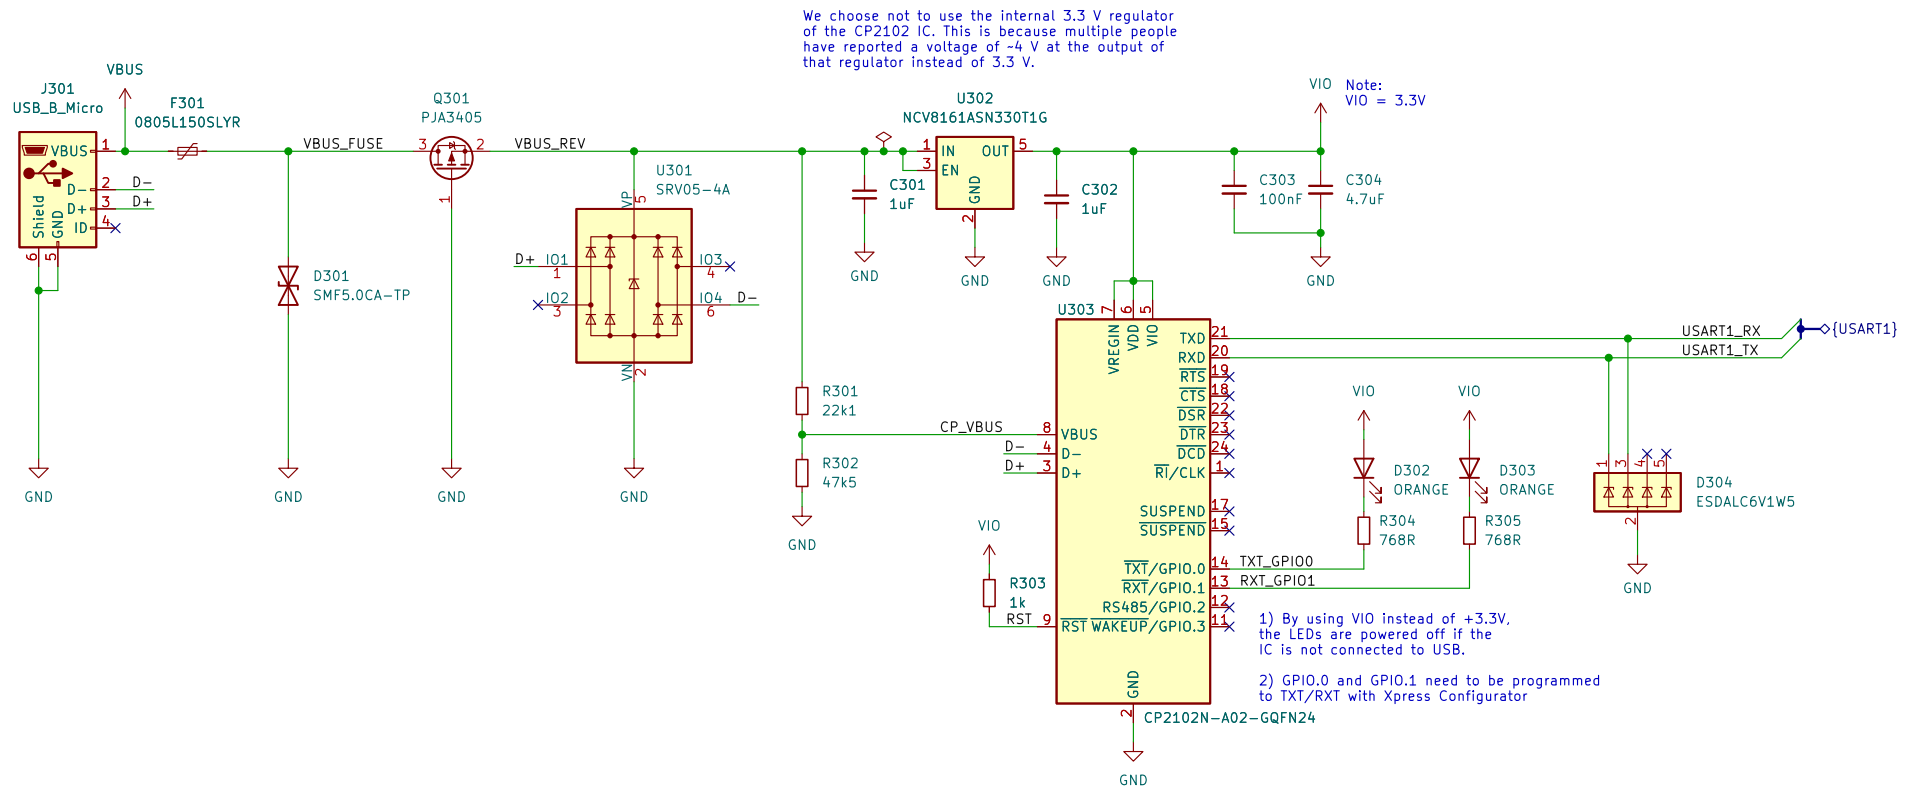 We choose not to use the internal 3.3 V regulator
of the CP2102 IC. This is because multiple people
have reported a voltage of ~4 V at the output of
that regulator instead of 3.3 V.
J301
USB_B_Micro
VBUS
1
D-
2
D-
D+
3
D+
ID
4
Shield
GND
6
5
GND
VBUS
F301
0805L150SLYR
VBUS_FUSE
D301
SMF5.0CA-TP
GND
Q301
PJA3405
3
2
1
GND
VBUS_REV
U301
SRV05-4A
VP
5
D+
IO1
1
IO2
3
IO3
4
IO4
6
D-
VN
2
GND
R301
22k1
R302
47k5
GND
C301
1uF
GND
U302
NCV8161ASN330T1G
1
IN
3
EN
OUT
5
GND
2
GND
C302
1uF
GND
C303
100nF
C304
4.7uF
GND
VIO
Note:
VIO = 3.3V
U303
7
6
5
VREGIN
VDD
VIO
CP_VBUS
8
VBUS
D-
4
D-
D+
3
D+
VIO
R303
1k
RST
9
RST
TXD
21
RXD
20
RTS
19
CTS
18
DSR
22
DTR
23
DCD
24
RI/CLK
1
SUSPEND
17
SUSPEND
15
TXT/GPIO.0
14
TXT_GPIO0
RXT/GPIO.1
13
RXT_GPIO1
RS485/GPIO.2
12
WAKEUP/GPIO.3
11
GND
2
CP2102N-A02-GQFN24
GND
USART1_RX
USART1_TX
{USART1}
VIO
D302
ORANGE
R304
768R
VIO
D303
ORANGE
R305
768R
1
3
4
5
D304
ESDALC6V1W5
2
GND
1) By using VIO instead of +3.3V,
the LEDs are powered off if the
IC is not connected to USB.
2) GPIO.0 and GPIO.1 need to be programmed
to TXT/RXT with Xpress Configurator